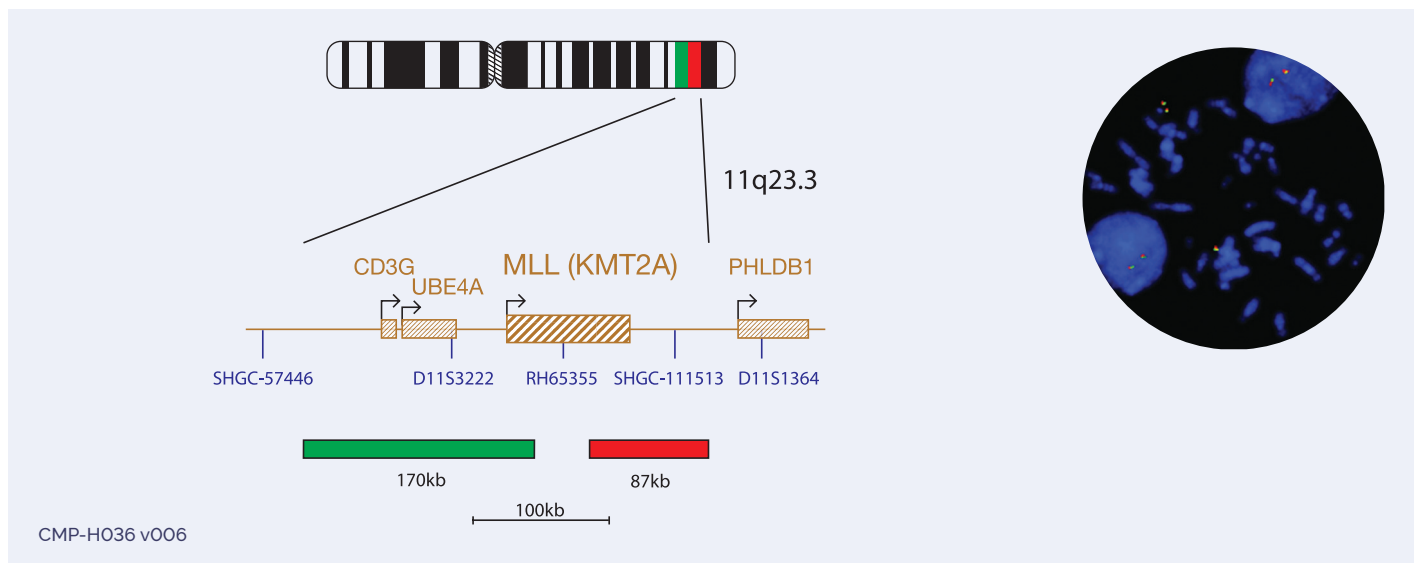 11q23.3
CD3G
UBE4A
MLL (KMT2A)
PHLDB1
SHGC-57446
D11S3222
RH65355
SHGC-111513
D11S1364
170kb
87kb
100kb
CMP-H036 v006